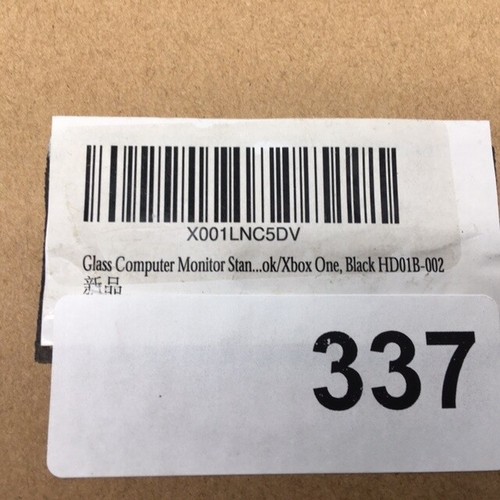 X001LNC5DV
Glass Computer Monitor Stan...ok/Xbox One, Black HD01B-002
新品
337